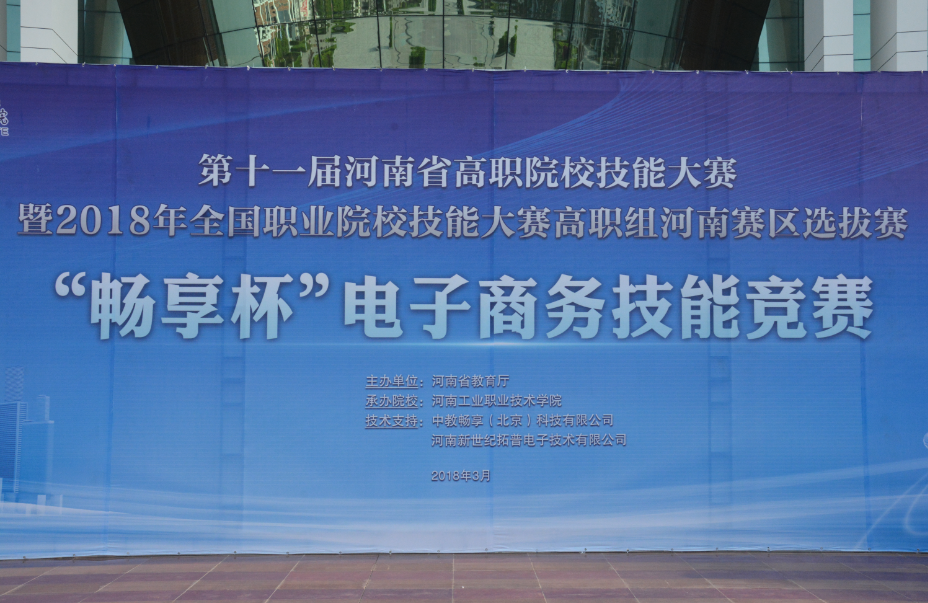 第十一届河南省高职院校技能大赛
暨2018年全国职业院校技能大赛高职组河南赛区选拔赛
“畅享杯”电子商务技能竞赛
主办单位：河南省教育厅
承办院校：河南工业职业技术学院
技术支持：中教畅享（北京）科技有限公司
河南新世纪拓普电子技术有限公司
2018年3月